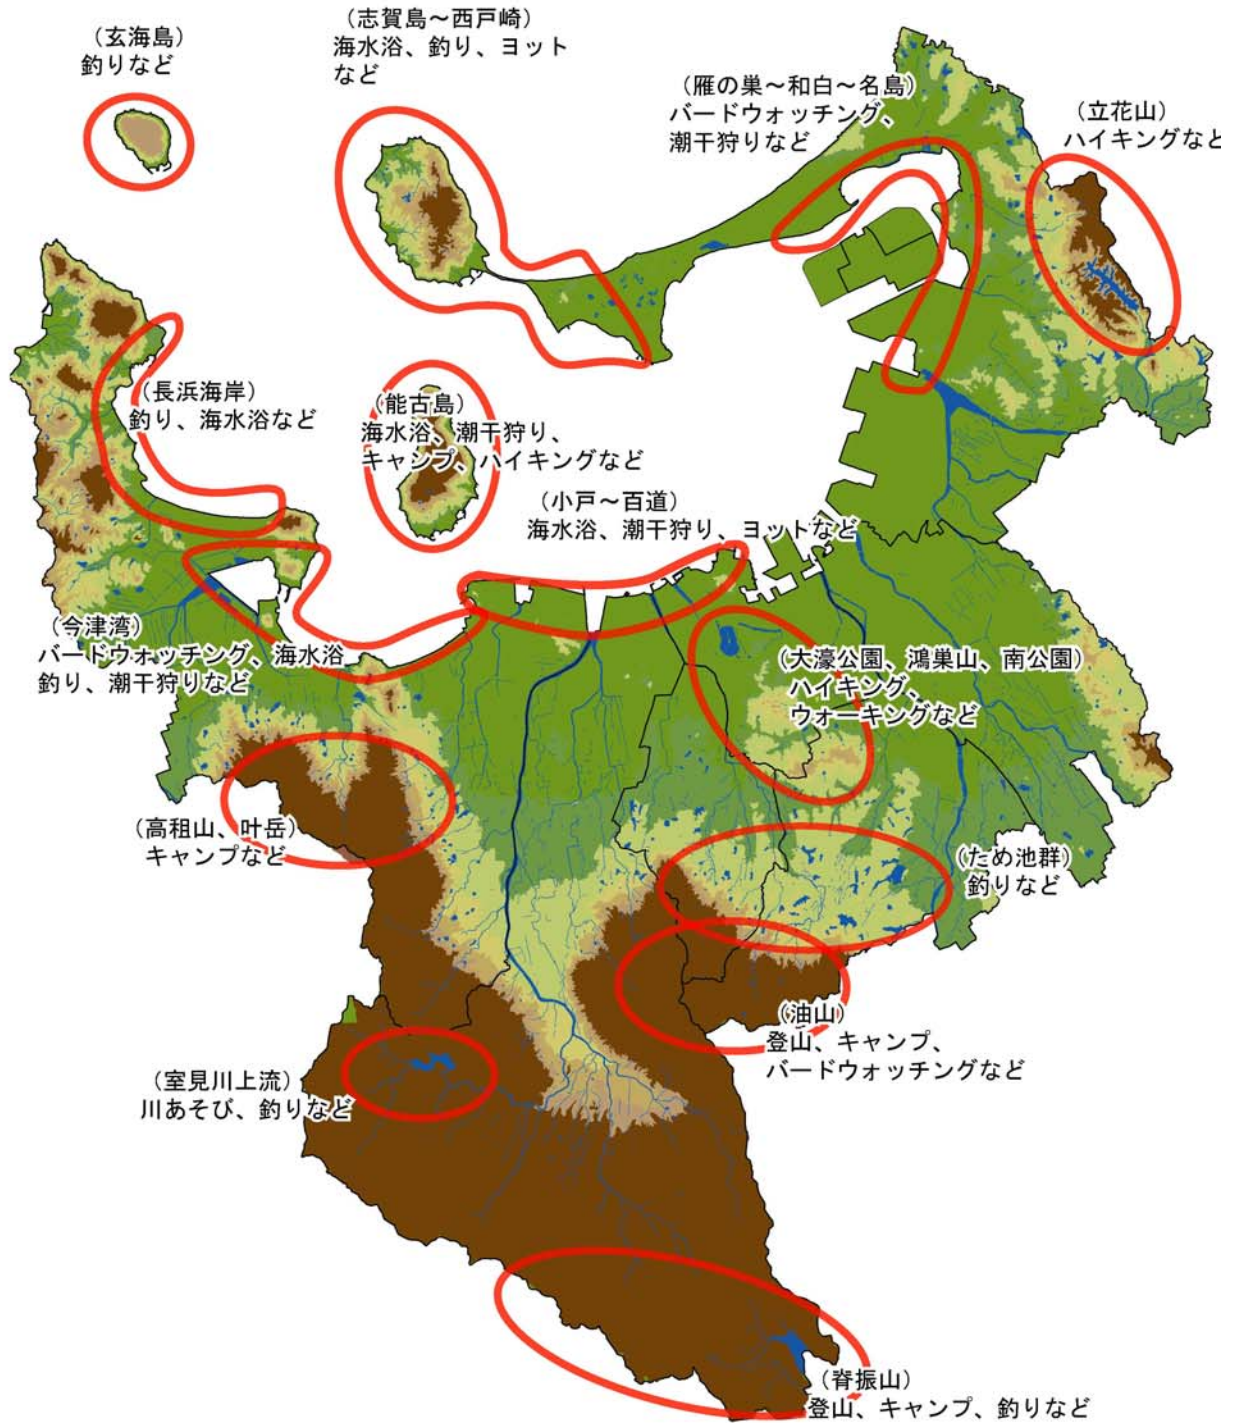 （玄海島）
釣りなど
（志賀島～西戸崎）
海水浴、釣り、ヨット
など
（雁の巣～和白～名島）
バードウォッチング、
潮干狩りなど
（立花山）
ハイキングなど
（長浜海岸）
釣り、海水浴など
（能古島）
海水浴、潮干狩り、
キャンプ、ハイキングなど
（小戸～百道）
海水浴、潮干狩り、ヨットなど
（今津湾）
バードウォッチング、海水浴
釣り、潮干狩りなど
（大濠公園、鴻巣山、南公園）
ハイキング、
ウォーキングなど
（高祖山、叶岳）
キャンプなど
（ため池群）
釣りなど
（油山）
登山、キャンプ、
バードウォッチングなど
（室見川上流）
川あそび、釣りなど
（脊振山）
登山、キャンプ、釣りなど